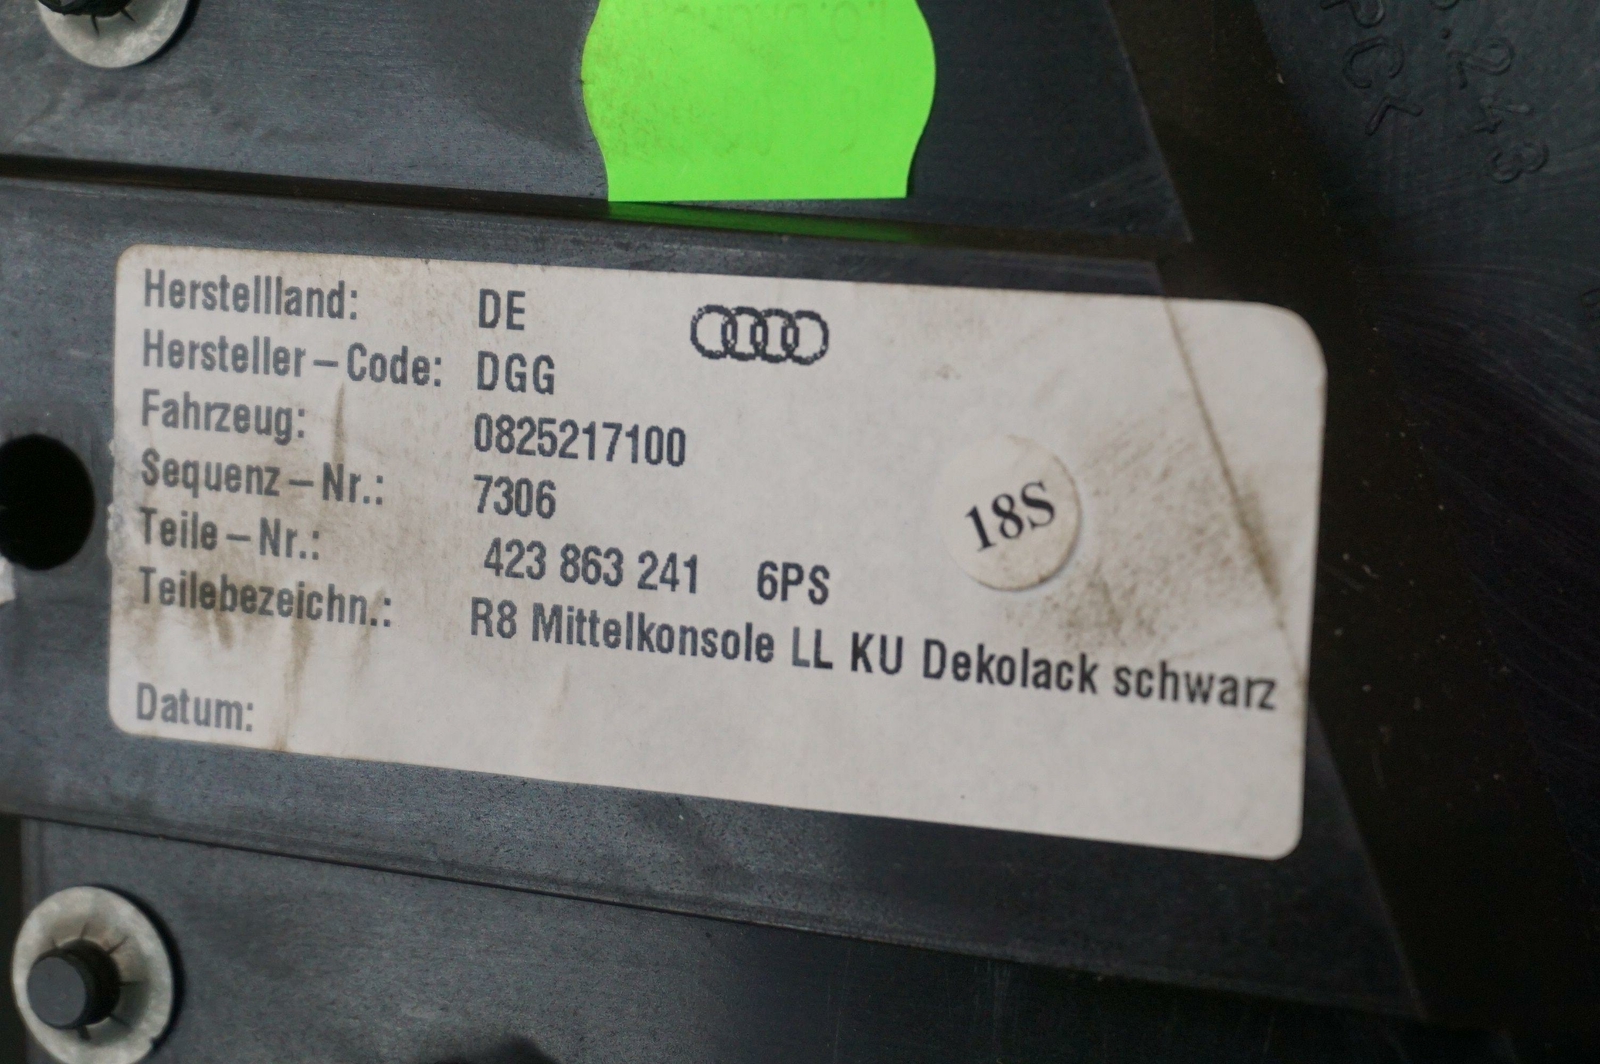 Herstellland: DE
Hersteller-Code: DGG
Fahrzeug: 0825217100
Sequenz-Nr.: 7306
Teile-Nr.: 423 863 241 6PS
Teilebezeichn.: R8 Mittelkonsole LL KU Dekolack schwarz
Datum:
18S
.243